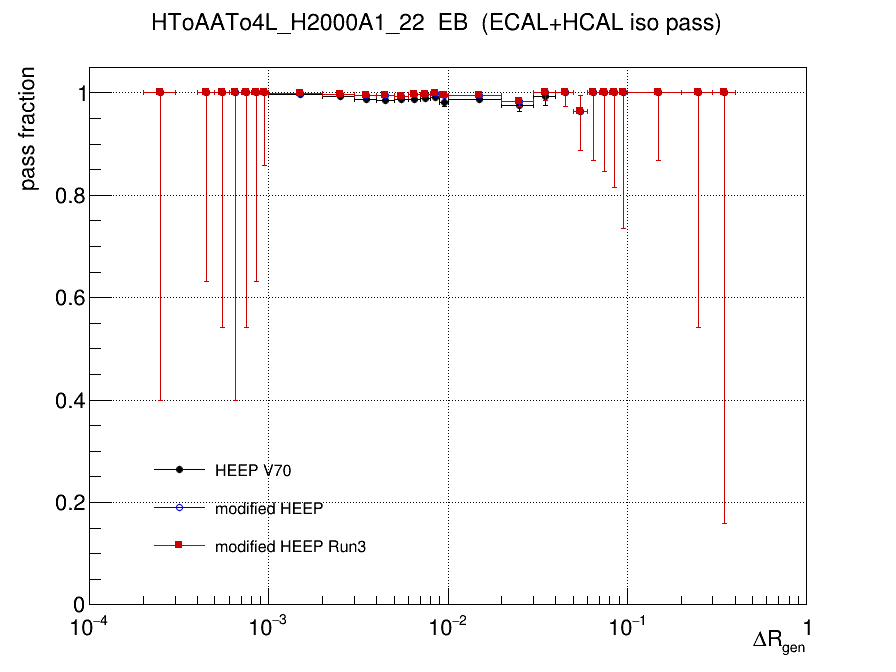 HToAATo4L_H2000A1_22 EB (ECAL+HCAL iso pass)
pass fraction
1
0.8
0.6
0.4
0.2
0
HEEP V70
modified HEEP
modified HEEP Run3
10⁻⁴ 10⁻³ 10⁻² 10⁻¹ 1
ΔR_gen